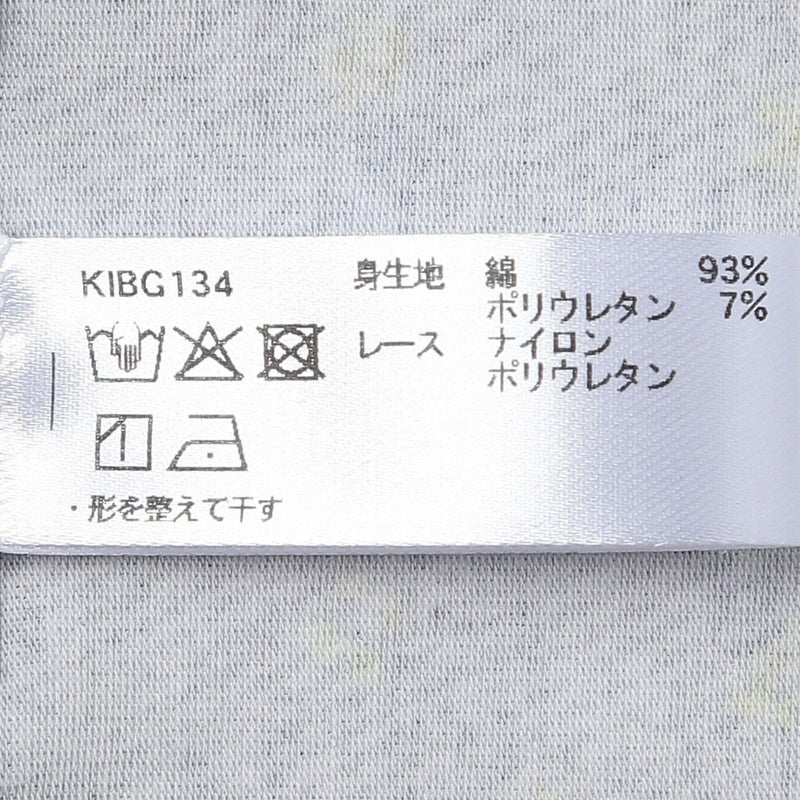 KIBG134
身生地 綿 93%
ポリウレタン 7%
レース ナイロン
ポリウレタン
・形を整えて干す